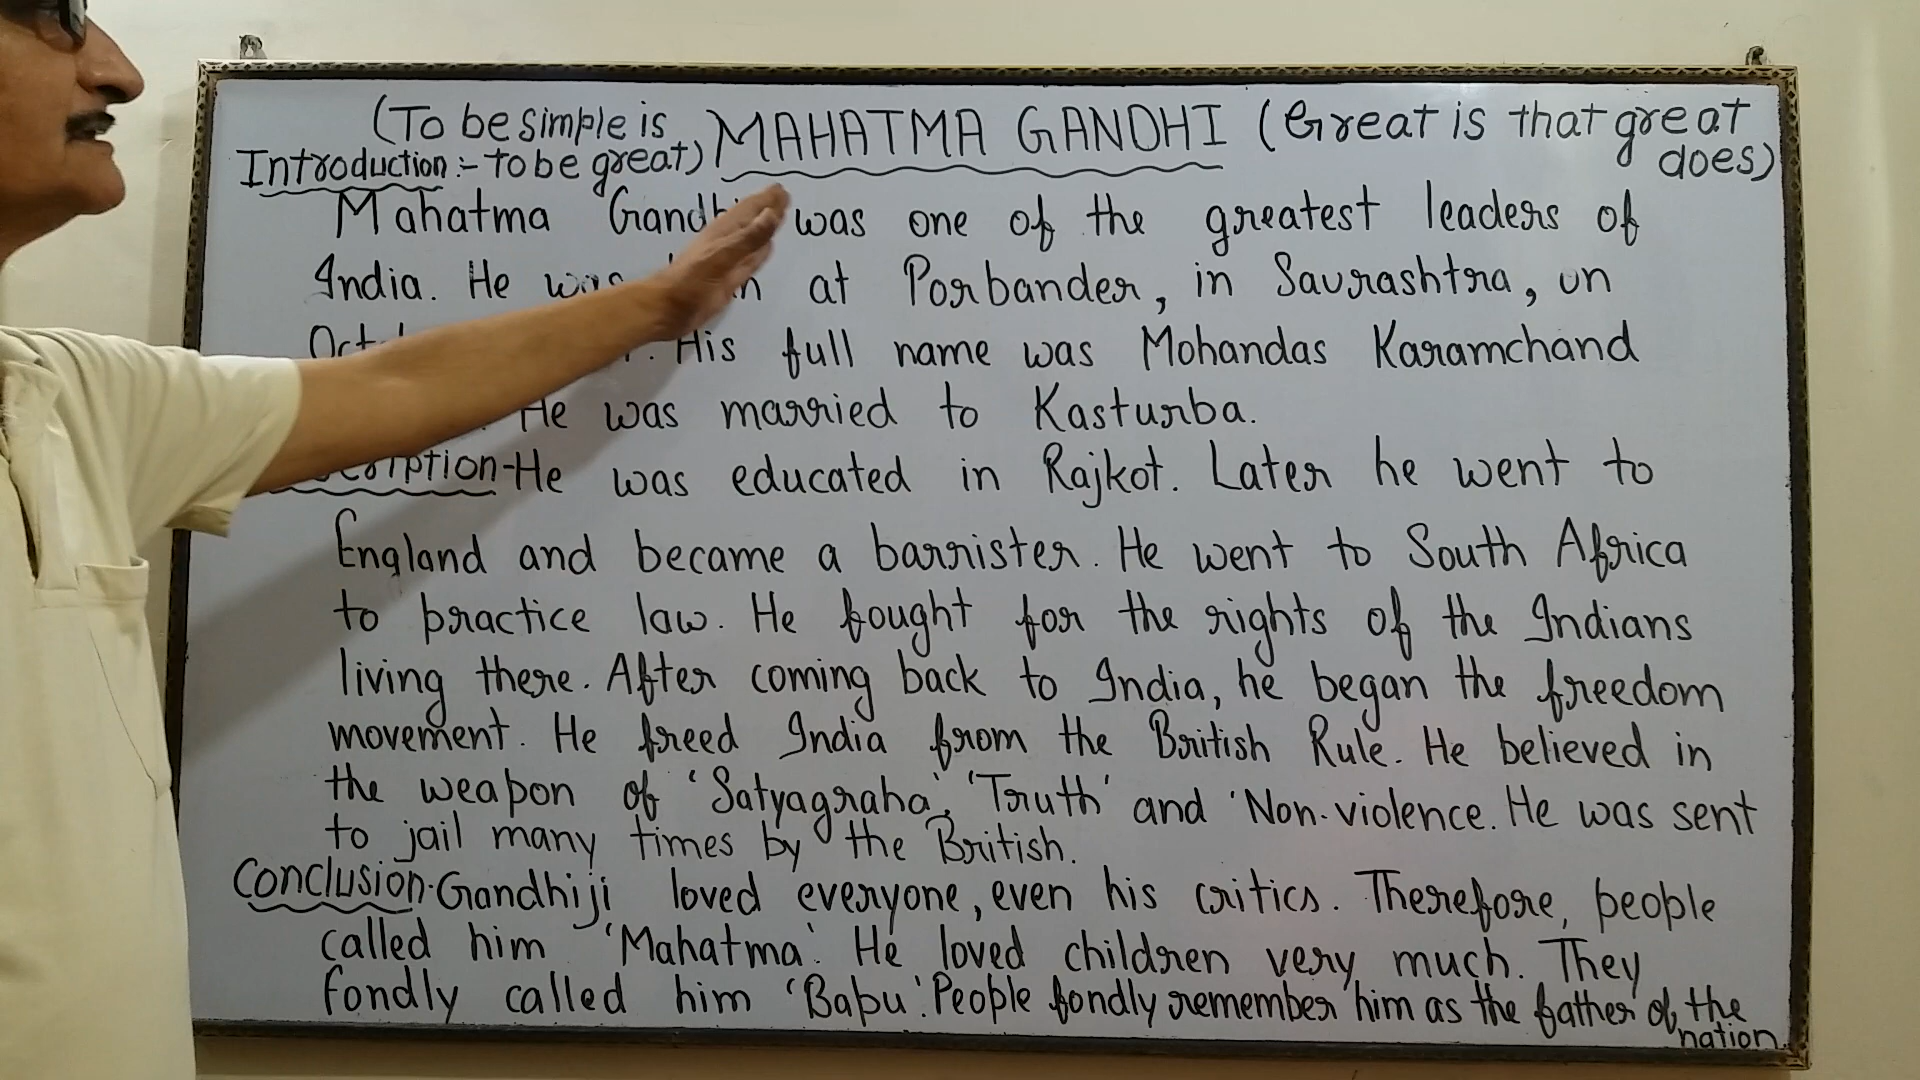 (To be simple is MAHATMA GANDHI (Great is that great
Introduction :- to be great) does)
Mahatma was one of the greatest leaders of
India. He at Porbander, in Saurashtra, on
His full name was Mohandas Karamchand
He was married to Kasturba.
He was educated in Rajkot. Later he went to
England and became a barrister. He went to South Africa
to practice law. He fought for the rights of the Indians
living there. After coming back to India, he began the freedom
movement. He freed India from the British Rule. He believed in
the weapon of 'Satyagraha', 'Truth' and 'Non-violence. He was sent
to jail many times by the British.
Conclusion-Gandhiji loved everyone, even his critics. Therefore, people
called him 'Mahatma'. He loved children very much. They
fondly called him 'Bapu'. People fondly remember him as the father of the
nation.